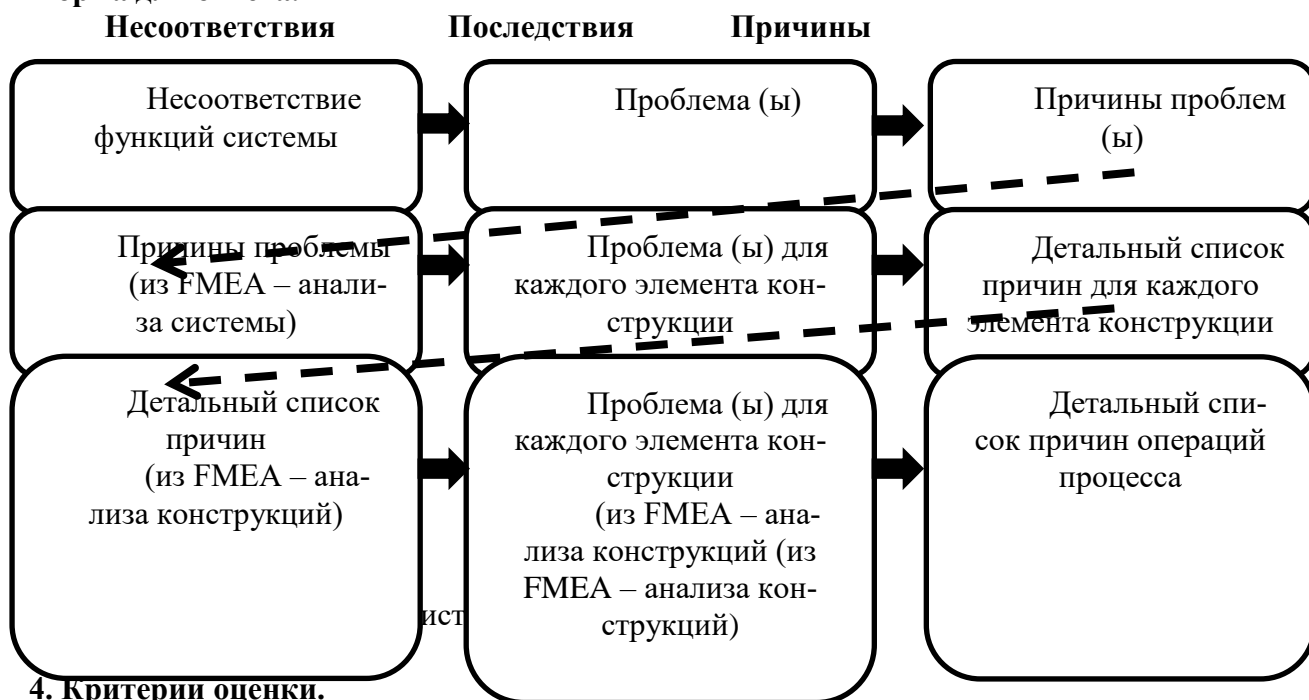 Несоответствия Последствия Причины
Несоответствие
функций системы
Проблема (ы)
Причины проблем
(ы)
Причины проблемы
(из FMEA – анали-
за системы)
Проблема (ы) для
каждого элемента кон-
струкции
Детальный список
причин для каждого
элемента конструкции
Детальный список
причин
(из FMEA – ана-
лиза конструкций)
Проблема (ы) для
каждого элемента кон-
струкции
(из FMEA – ана-
лиза конструкций (из
FMEA – анализа кон-
струкций)
Детальный спи-
сок причин операций
процесса
ист
4. Критерии оценки.